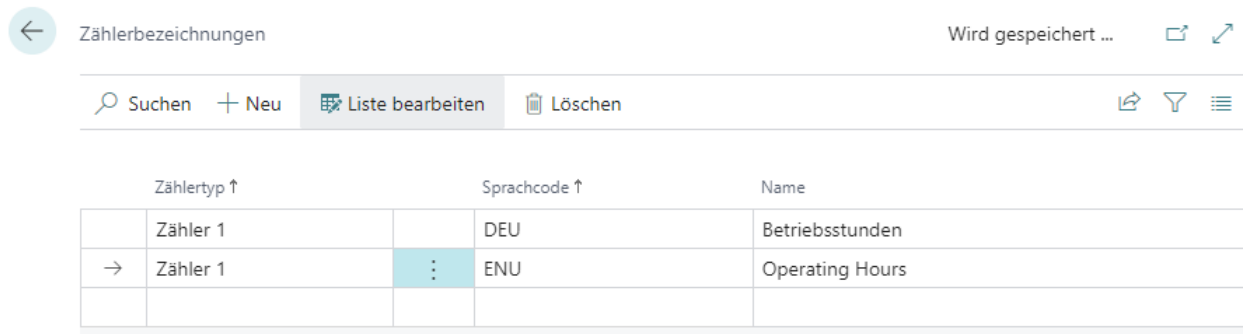 Zählerbezeichnungen Wird gespeichert ...
Suchen Neu Liste bearbeiten Löschen
Zählertyp ↑ Sprachcode ↑ Name
Zähler 1 DEU Betriebsstunden
Zähler 1 ENU Operating Hours